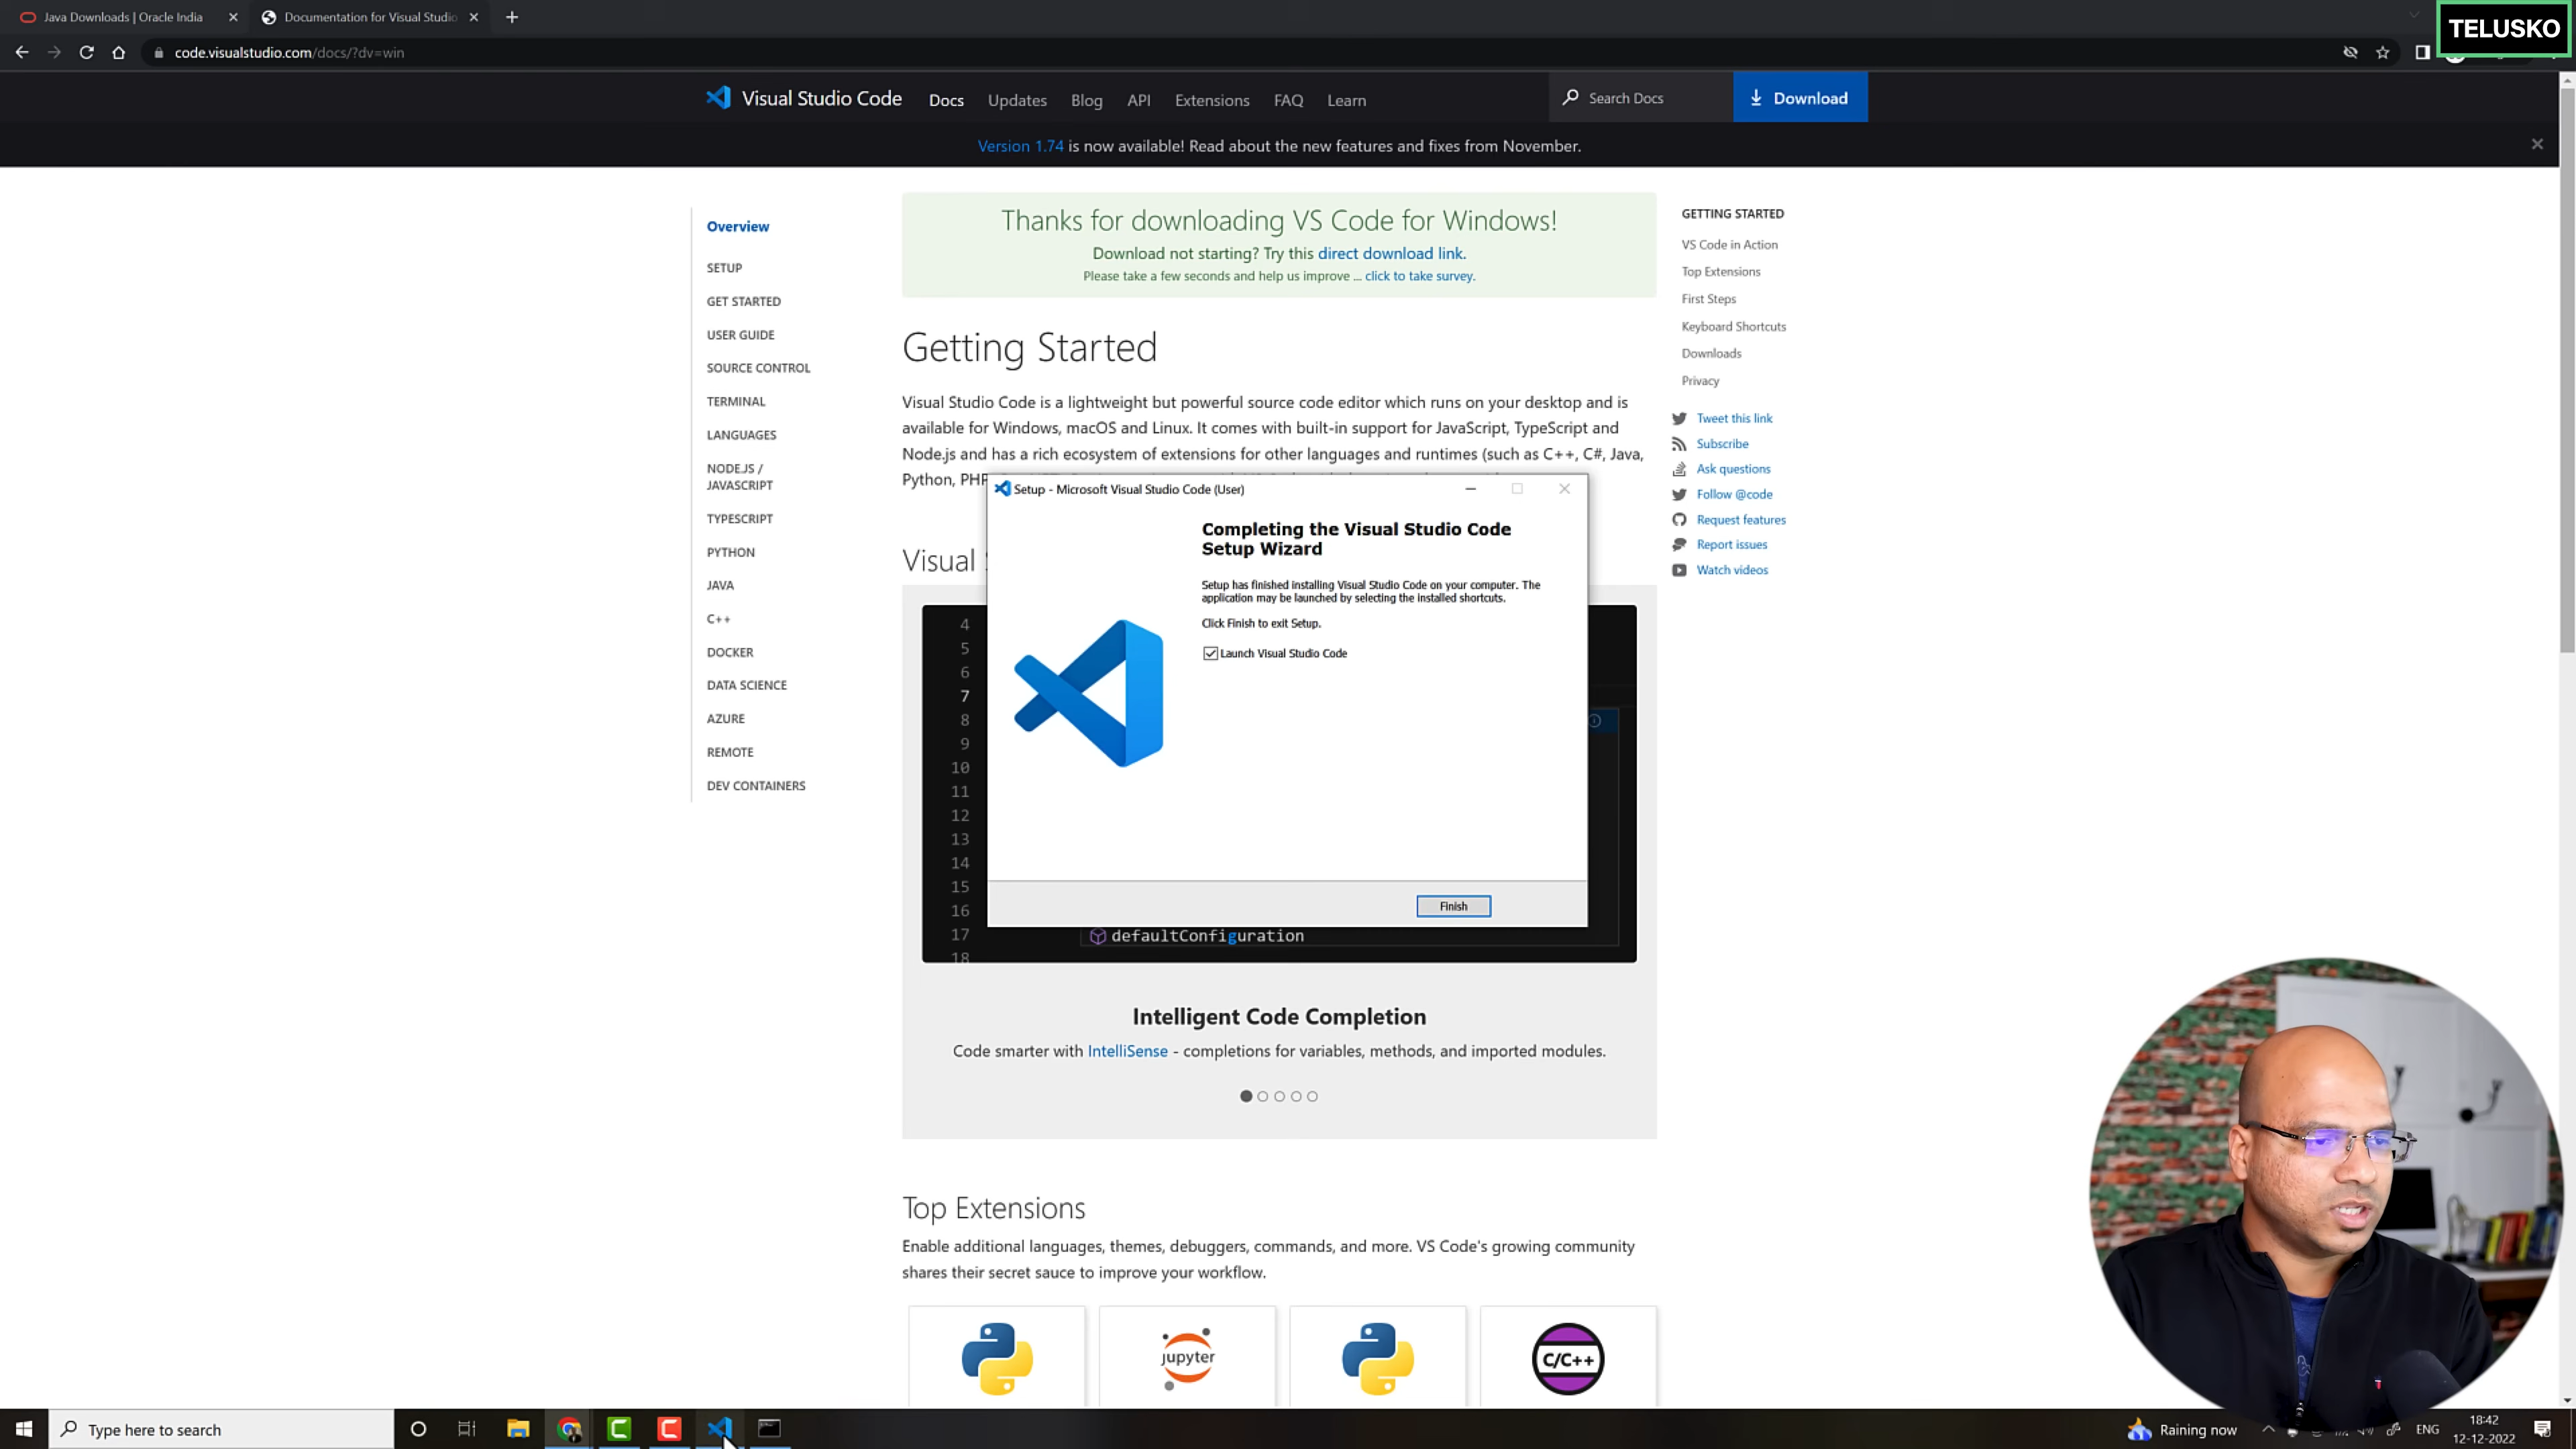 Java Downloads | Oracle India
Documentation for Visual Studio
TELUSKO
code.visualstudio.com/docs/?dv=win
Visual Studio Code
Docs
Updates
Blog
API
Extensions
FAQ
Learn
Search Docs
Download
Version 1.74 is now available! Read about the new features and fixes from November.
Overview
SETUP
GET STARTED
USER GUIDE
SOURCE CONTROL
TERMINAL
LANGUAGES
NODE.JS /
JAVASCRIPT
TYPESCRIPT
PYTHON
JAVA
C++
DOCKER
DATA SCIENCE
AZURE
REMOTE
DEV CONTAINERS
Thanks for downloading VS Code for Windows!
Download not starting? Try this direct download link.
Please take a few seconds and help us improve ... click to take survey.
Getting Started
Visual Studio Code is a lightweight but powerful source code editor which runs on your desktop and is
available for Windows, macOS and Linux. It comes with built-in support for JavaScript, TypeScript and
Node.js and has a rich ecosystem of extensions for other languages and runtimes (such as C++, C#, Java,
Python, PHP
Visual
Setup - Microsoft Visual Studio Code (User)
Completing the Visual Studio Code
Setup Wizard
Setup has finished installing Visual Studio Code on your computer. The
application may be launched by selecting the installed shortcuts.
Click Finish to exit Setup.
Launch Visual Studio Code
Finish
4
5
6
7
8
9
10
11
12
13
14
15
16
17
18
defaultConfiguration
Intelligent Code Completion
Code smarter with IntelliSense - completions for variables, methods, and imported modules.
Top Extensions
Enable additional languages, themes, debuggers, commands, and more. VS Code's growing community
shares their secret sauce to improve your workflow.
jupyter
C/C++
GETTING STARTED
VS Code in Action
Top Extensions
First Steps
Keyboard Shortcuts
Downloads
Privacy
Tweet this link
Subscribe
Ask questions
Follow @code
Request features
Report issues
Watch videos
Type here to search
Raining now
ENG
18:42
12-12-2022